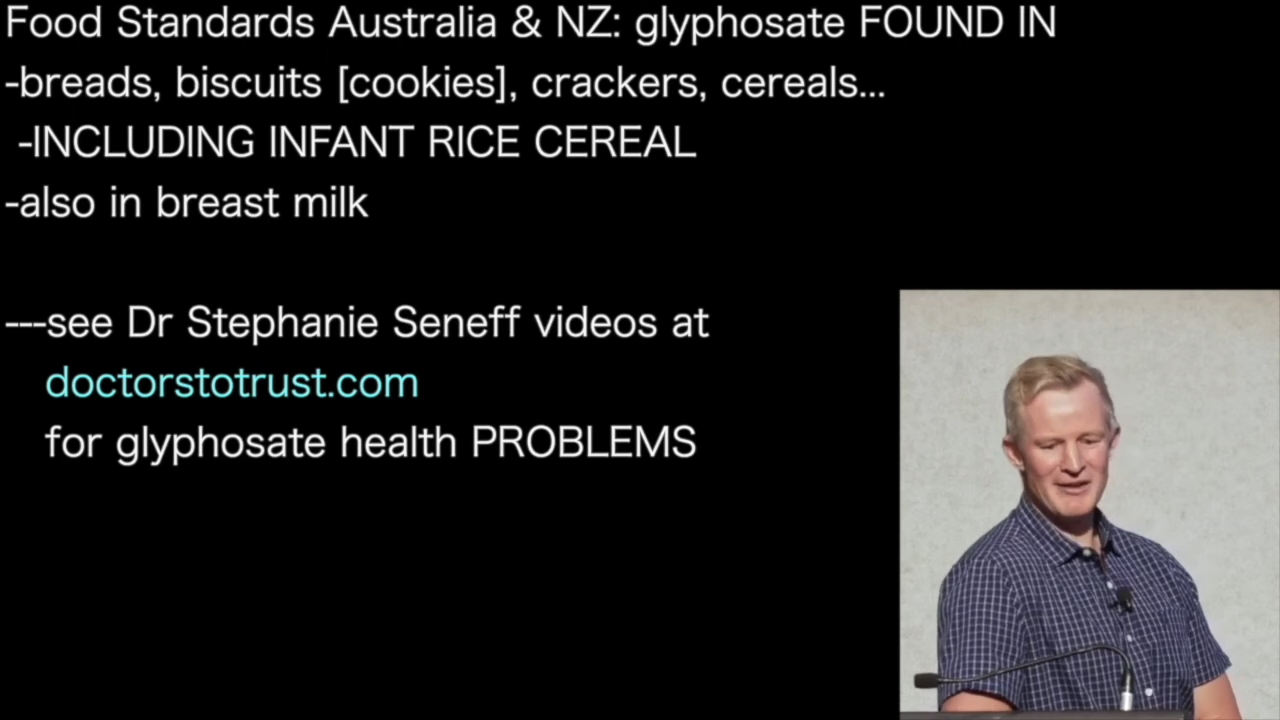 Food Standards Australia & NZ: glyphosate FOUND IN
-breads, biscuits [cookies], crackers, cereals...
-INCLUDING INFANT RICE CEREAL
-also in breast milk
---see Dr Stephanie Seneff videos at
doctorstotrust.com
for glyphosate health PROBLEMS